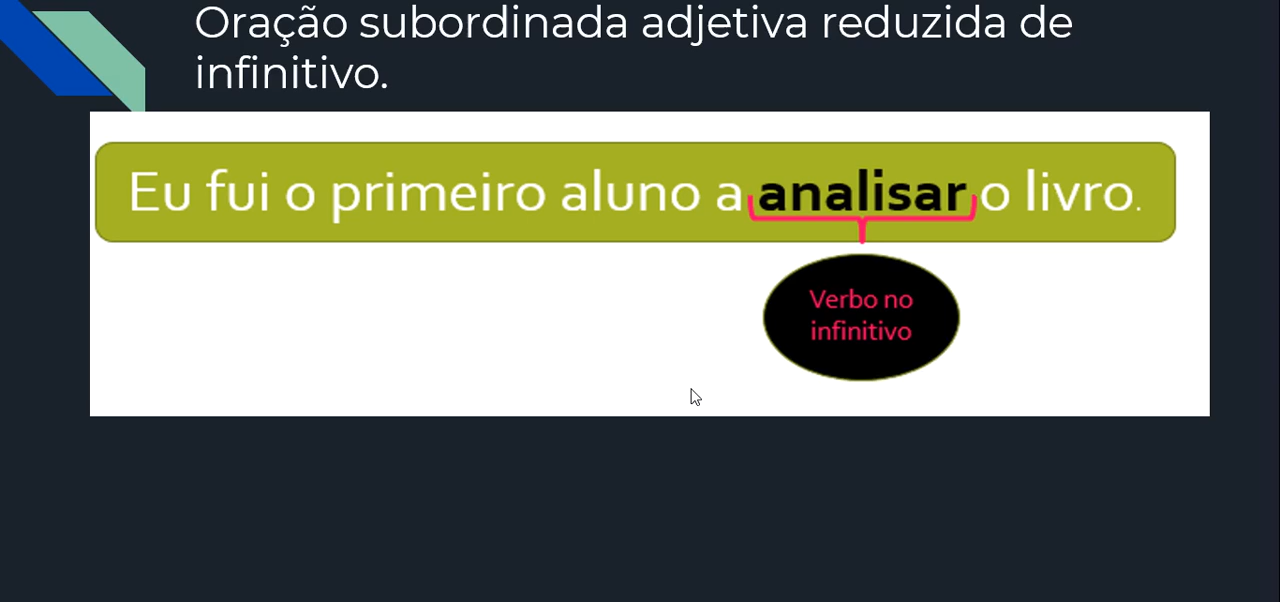 Oração subordinada adjetiva reduzida de
infinitivo.
Eu fui o primeiro aluno a analisar o livro.
Verbo no
infinitivo